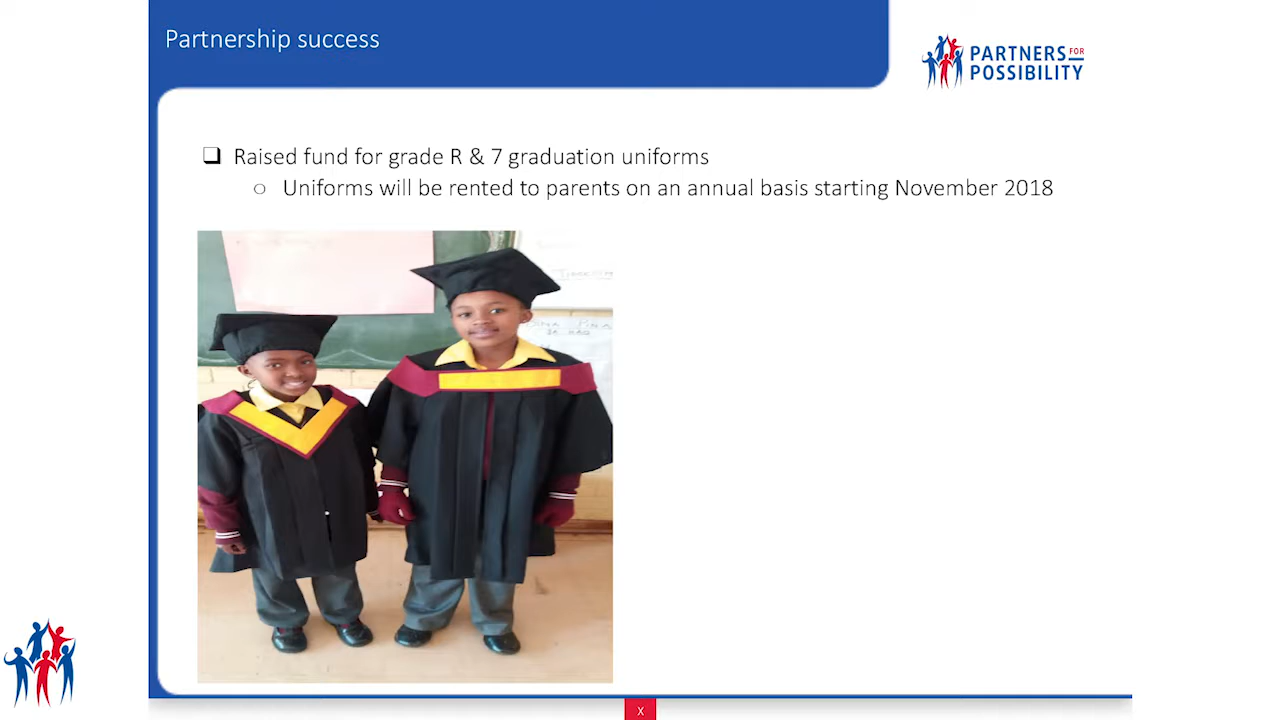 Partnership success
PARTNERS FOR
POSSIBILITY
❑ Raised fund for grade R & 7 graduation uniforms
○ Uniforms will be rented to parents on an annual basis starting November 2018
X